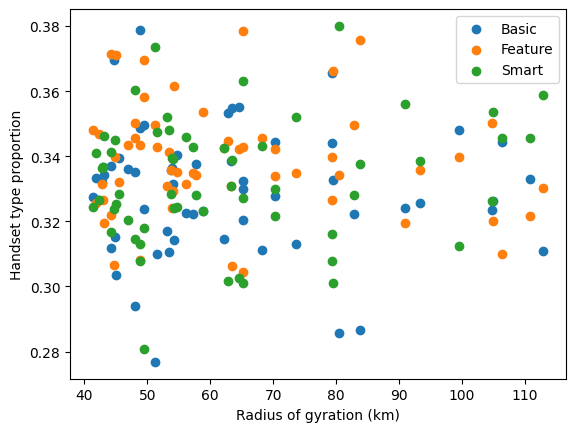 Basic
Feature
Smart
0.38
0.36
0.34
0.32
0.30
0.28
Handset type proportion
40 50 60 70 80 90 100 110
Radius of gyration (km)